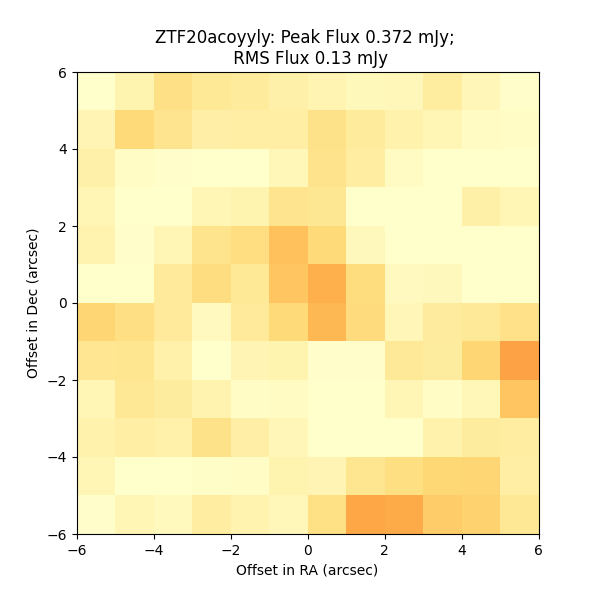 ZTF20acoyyly: Peak Flux 0.372 mJy;
RMS Flux 0.13 mJy
6
4
2
0
−2
−4
−6
Offset in Dec (arcsec)
−6 −4 −2 0 2 4 6
Offset in RA (arcsec)